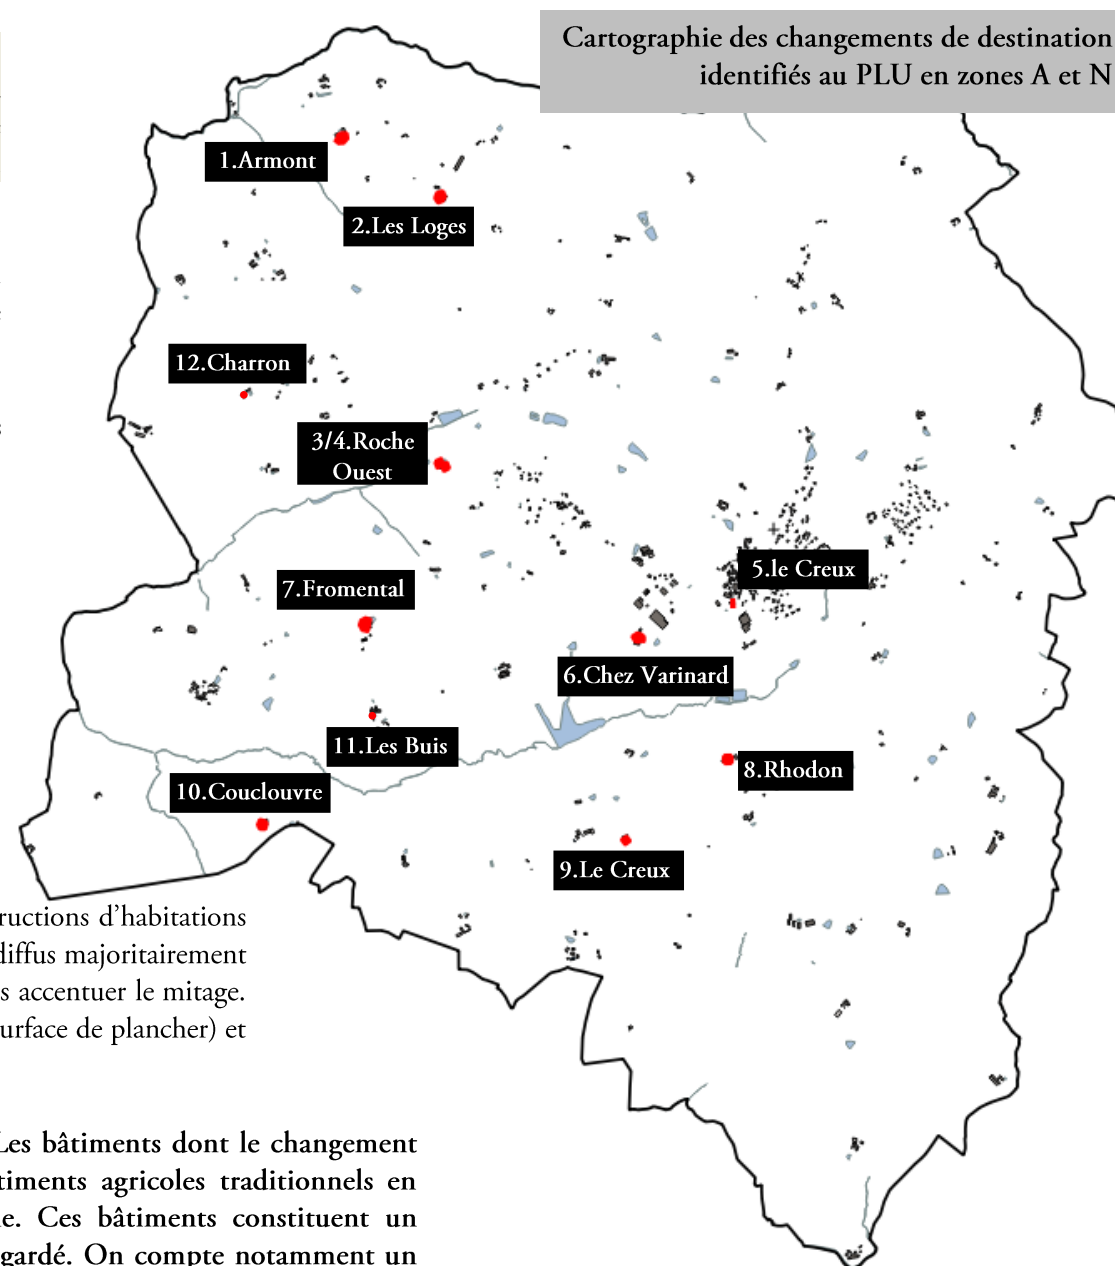 Cartographie des changements de destination
identifiés au PLU en zones A et N
1.Armont
2.Les Loges
12.Charron
3/4.Roche
Ouest
5.le Creux
7.Fromental
6.Chez Varinard
11.Les Buis
8.Rhodon
10.Couclouvre
9.Le Creux
ructions d’habitations
diffus majoritairement
s accentuer le mitage.
urface de plancher) et
Les bâtiments dont le changement
timents agricoles traditionnels en
e. Ces bâtiments constituent un
gardé. On compte notamment un